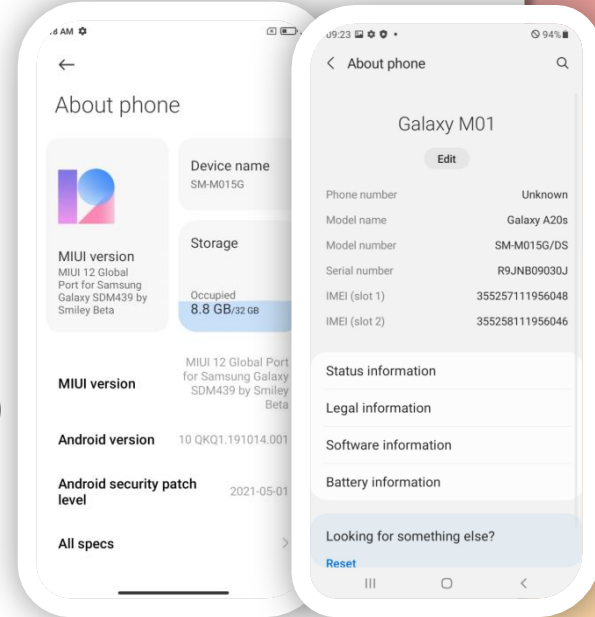 AM
About phone
Device name
SM-M015G
MIUI version
MIUI 12 Global
Port for Samsung
Galaxy SDM439 by
Smiley Beta
Storage
Occupied
8.8 GB/32 GB
MIUI version
MIUI 12 Global Port
for Samsung Galaxy
SDM439 by Smiley
Beta
Android version
10 QKQ1.191014.001
Android security patch
level
2021-05-01
All specs
09:23
94%
About phone
Galaxy M01
Edit
Phone number
Unknown
Model name
Galaxy A20s
Model number
SM-M015G/DS
Serial number
R9JNB09030J
IMEI (slot 1)
355257111956048
IMEI (slot 2)
355258111956046
Status information
Legal information
Software information
Battery information
Looking for something else?
Reset